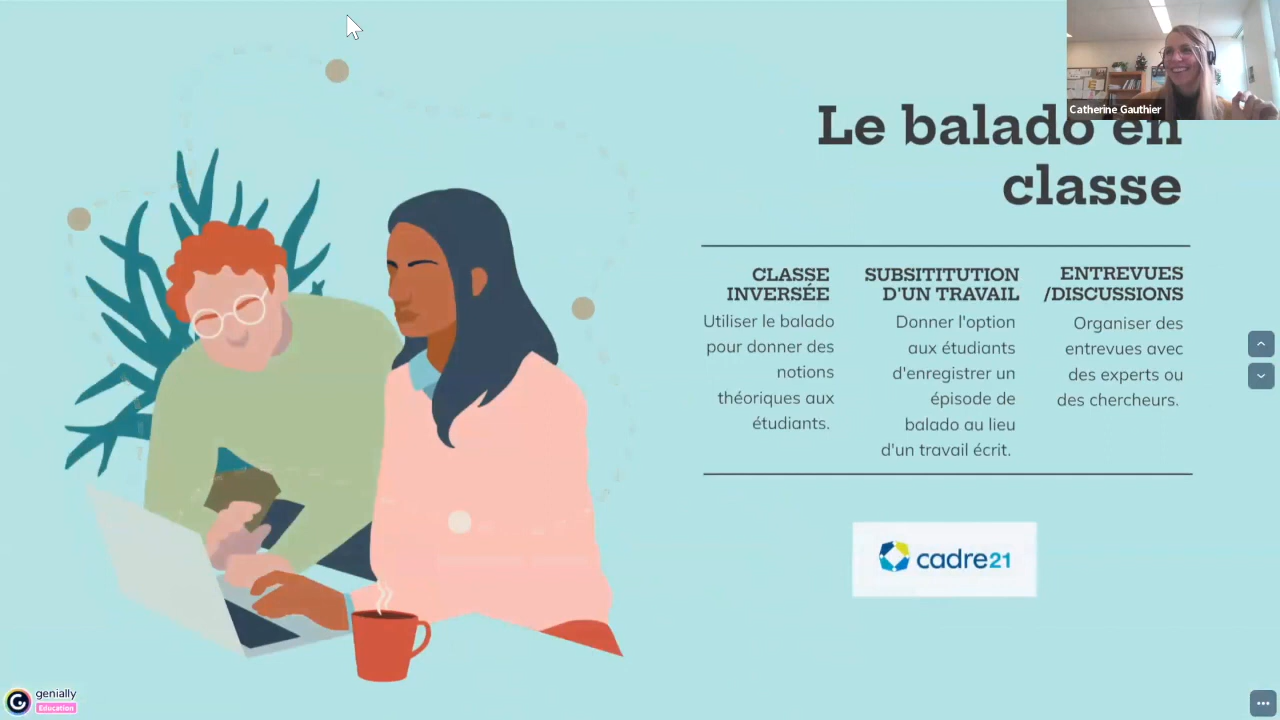 Catherine Gauthier
Le balado en
classe
CLASSE
INVERSÉE
Utiliser le balado
pour donner des
notions
théoriques aux
étudiants.
SUBSITITUTION
D'UN TRAVAIL
Donner l'option
aux étudiants
d'enregistrer un
épisode de
balado au lieu
d'un travail écrit.
ENTREVUES
/DISCUSSIONS
Organiser des
entrevues avec
des experts ou
des chercheurs.
cadre21
genially
Education